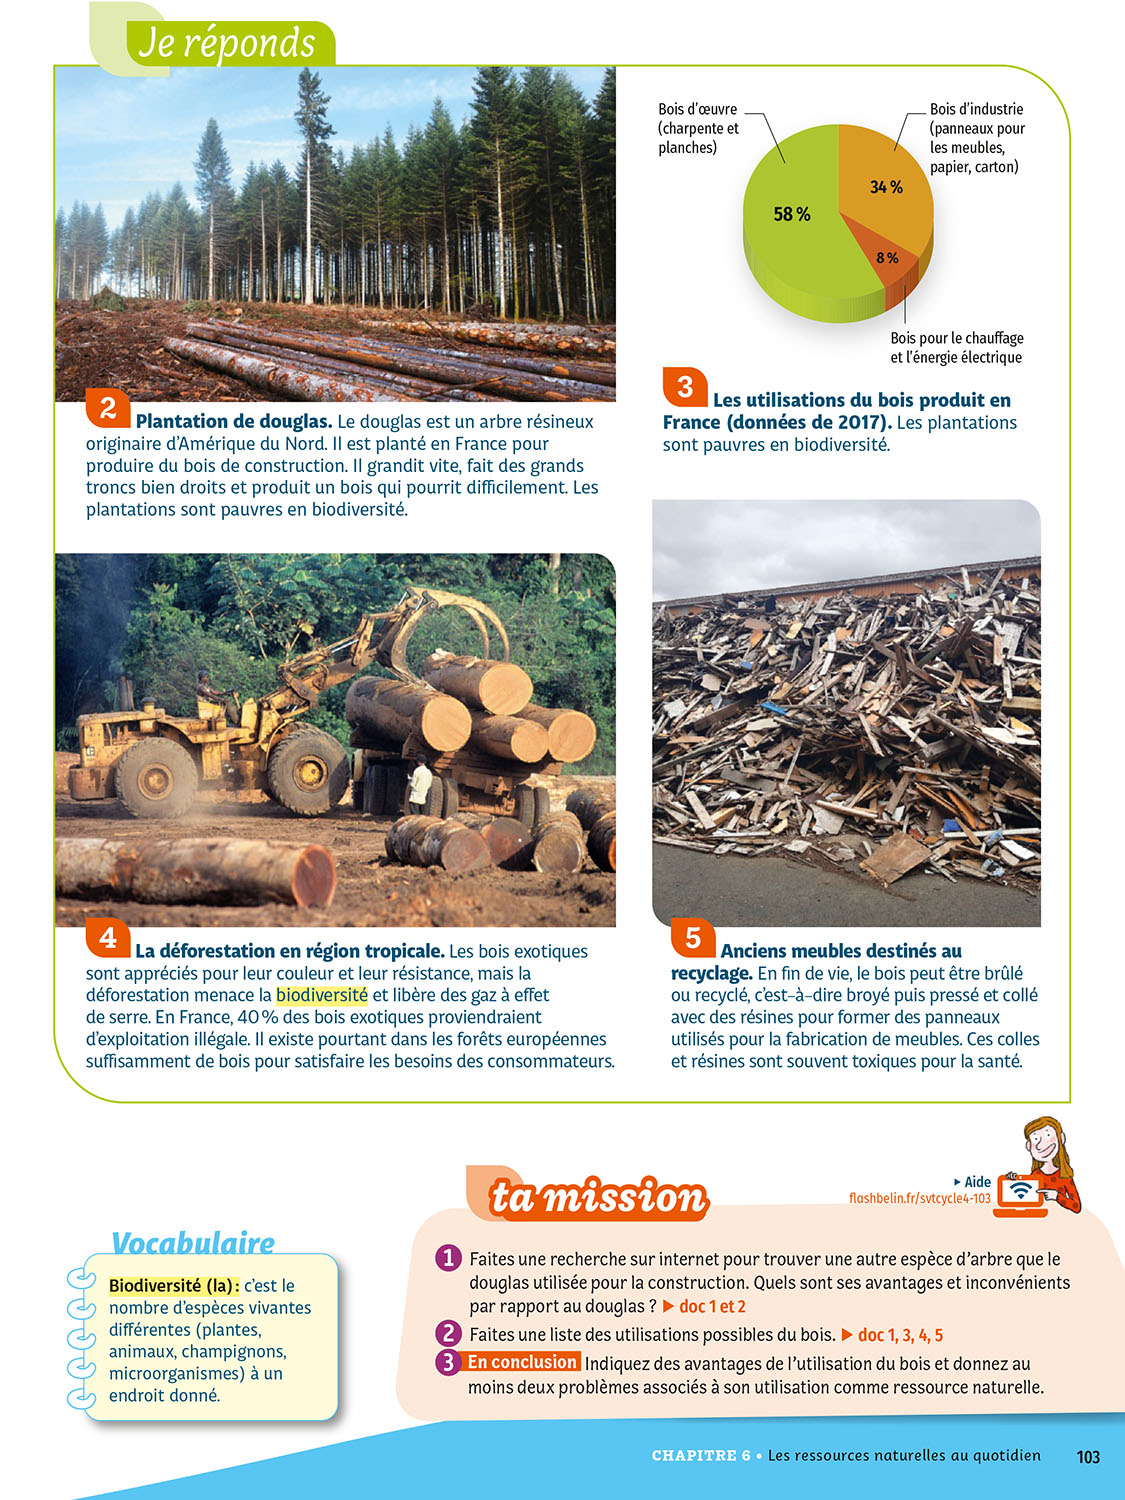 Je réponds
Bois d'œuvre
(charpente et
planches)
Bois d'industrie
(panneaux pour
les meubles,
papier, carton)
34 %
58 %
8 %
Bois pour le chauffage
et l'énergie électrique
2 Plantation de douglas. Le douglas est un arbre résineux
originaire d'Amérique du Nord. Il est planté en France pour
produire du bois de construction. Il grandit vite, fait des grands
troncs bien droits et produit un bois qui pourrit difficilement. Les
plantations sont pauvres en biodiversité.
3 Les utilisations du bois produit en
France (données de 2017). Les plantations
sont pauvres en biodiversité.
4 La déforestation en région tropicale. Les bois exotiques
sont appréciés pour leur couleur et leur résistance, mais la
déforestation menace la biodiversité et libère des gaz à effet
de serre. En France, 40 % des bois exotiques proviendraient
d'exploitation illégale. Il existe pourtant dans les forêts européennes
suffisamment de bois pour satisfaire les besoins des consommateurs.
5 Anciens meubles destinés au
recyclage. En fin de vie, le bois peut être brûlé
ou recyclé, c'est-à-dire broyé puis pressé et collé
avec des résines pour former des panneaux
utilisés pour la fabrication de meubles. Ces colles
et résines sont souvent toxiques pour la santé.
Vocabulaire
Biodiversité (la) : c'est le
nombre d'espèces vivantes
différentes (plantes,
animaux, champignons,
microorganismes) à un
endroit donné.
ta mission
▸ Aide
flashbelin.fr/svtcycle4-103
1 Faites une recherche sur internet pour trouver une autre espèce d'arbre que le
douglas utilisée pour la construction. Quels sont ses avantages et inconvénients
par rapport au douglas ? ▶ doc 1 et 2
2 Faites une liste des utilisations possibles du bois. ▶ doc 1, 3, 4, 5
3 En conclusion Indiquez des avantages de l'utilisation du bois et donnez au
moins deux problèmes associés à son utilisation comme ressource naturelle.
CHAPITRE 6 • Les ressources naturelles au quotidien 103